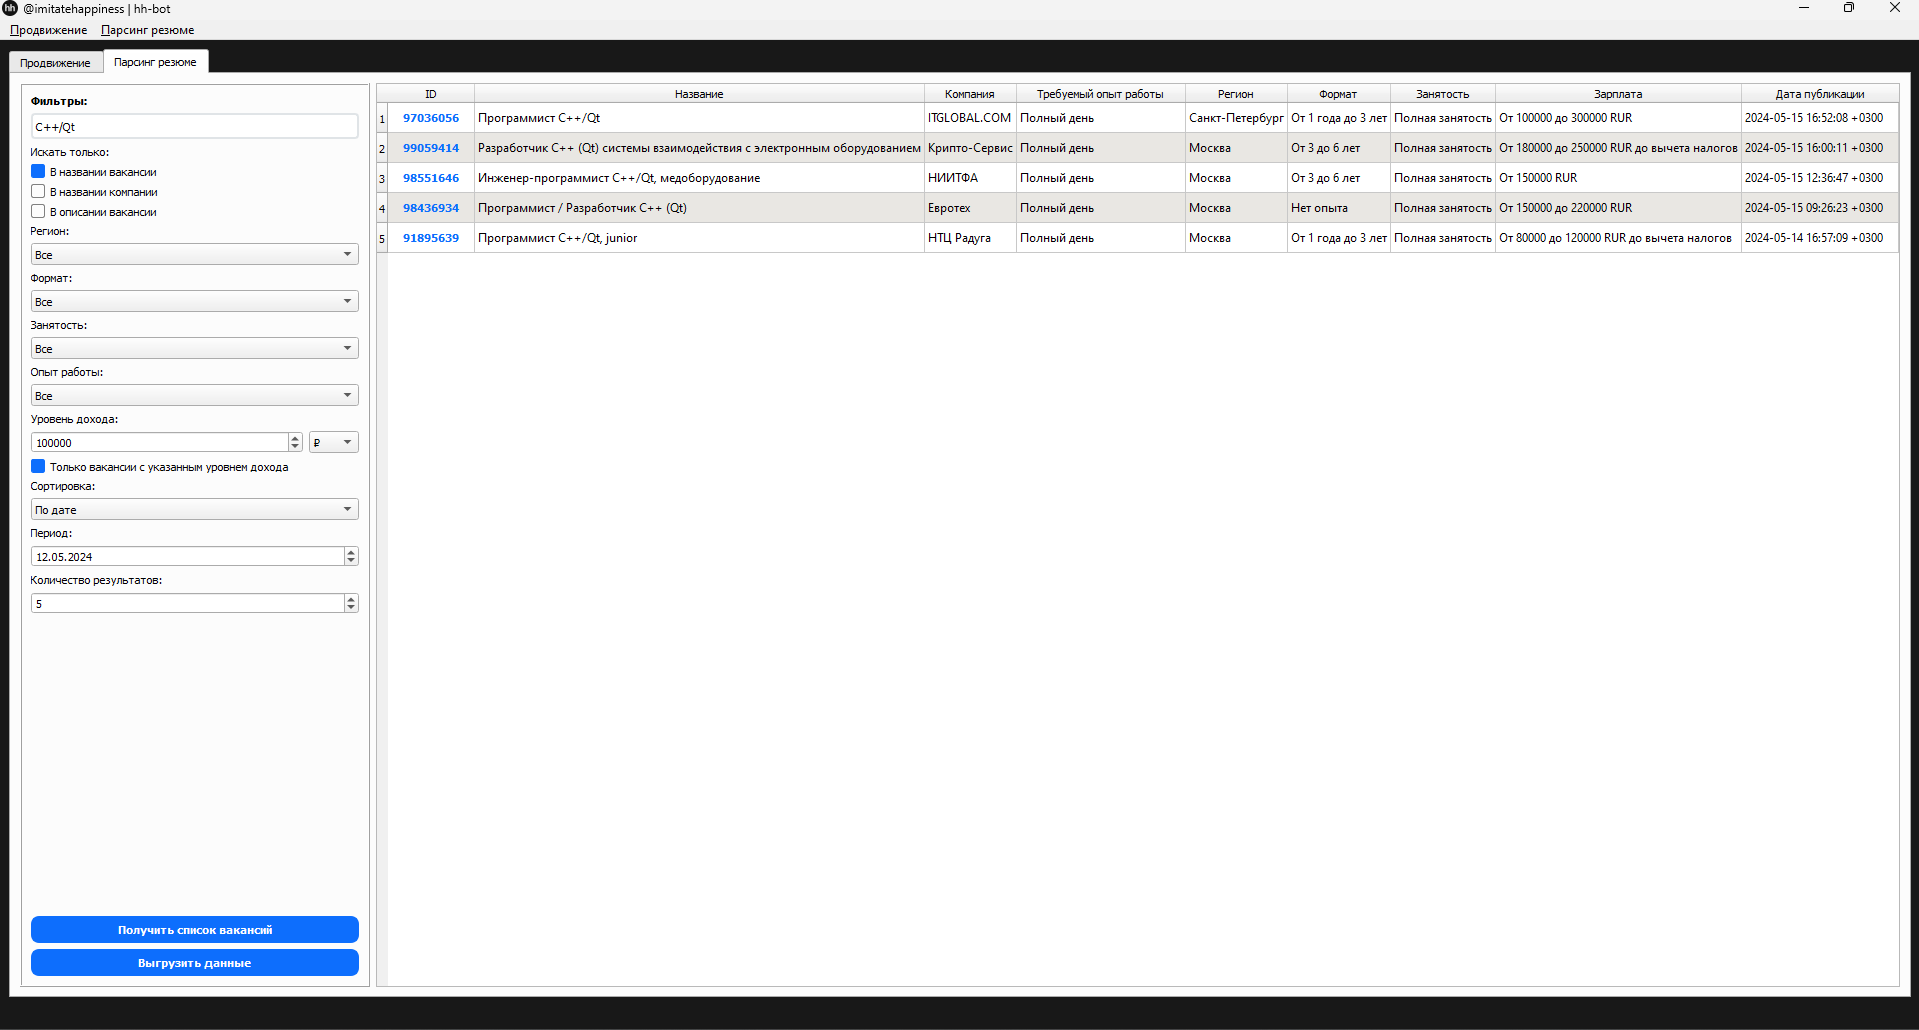 hh @imitatehappiness | hh-bot
Продвижение Парсинг резюме
Продвижение Парсинг резюме
Фильтры:
C++/Qt
Искать только:
В названии вакансии
В названии компании
В описании вакансии
Регион:
Все
Формат:
Все
Занятость:
Все
Опыт работы:
Все
Уровень дохода:
100000 ₽
Только вакансии с указанным уровнем дохода
Сортировка:
По дате
Период:
12.05.2024
Количество результатов:
5
Получить список вакансий
Выгрузить данные
ID Название Компания Требуемый опыт работы Регион Формат Занятость Зарплата Дата публикации
1 97036056 Программист C++/Qt ITGLOBAL.COM Полный день Санкт-Петербург От 1 года до 3 лет Полная занятость От 100000 до 300000 RUR 2024-05-15 16:52:08 +0300
2 99059414 Разработчик C++ (Qt) системы взаимодействия с электронным оборудованием Крипто-Сервис Полный день Москва От 3 до 6 лет Полная занятость От 180000 до 250000 RUR до вычета налогов 2024-05-15 16:00:11 +0300
3 98551646 Инженер-программист C++/Qt, медоборудование НИИТФА Полный день Москва От 3 до 6 лет Полная занятость От 150000 RUR 2024-05-15 12:36:47 +0300
4 98436934 Программист / Разработчик C++ (Qt) Евротех Полный день Москва Нет опыта Полная занятость От 150000 до 220000 RUR 2024-05-15 09:26:23 +0300
5 91895639 Программист C++/Qt, junior НТЦ Радуга Полный день Москва От 1 года до 3 лет Полная занятость От 80000 до 120000 RUR до вычета налогов 2024-05-14 16:57:09 +0300